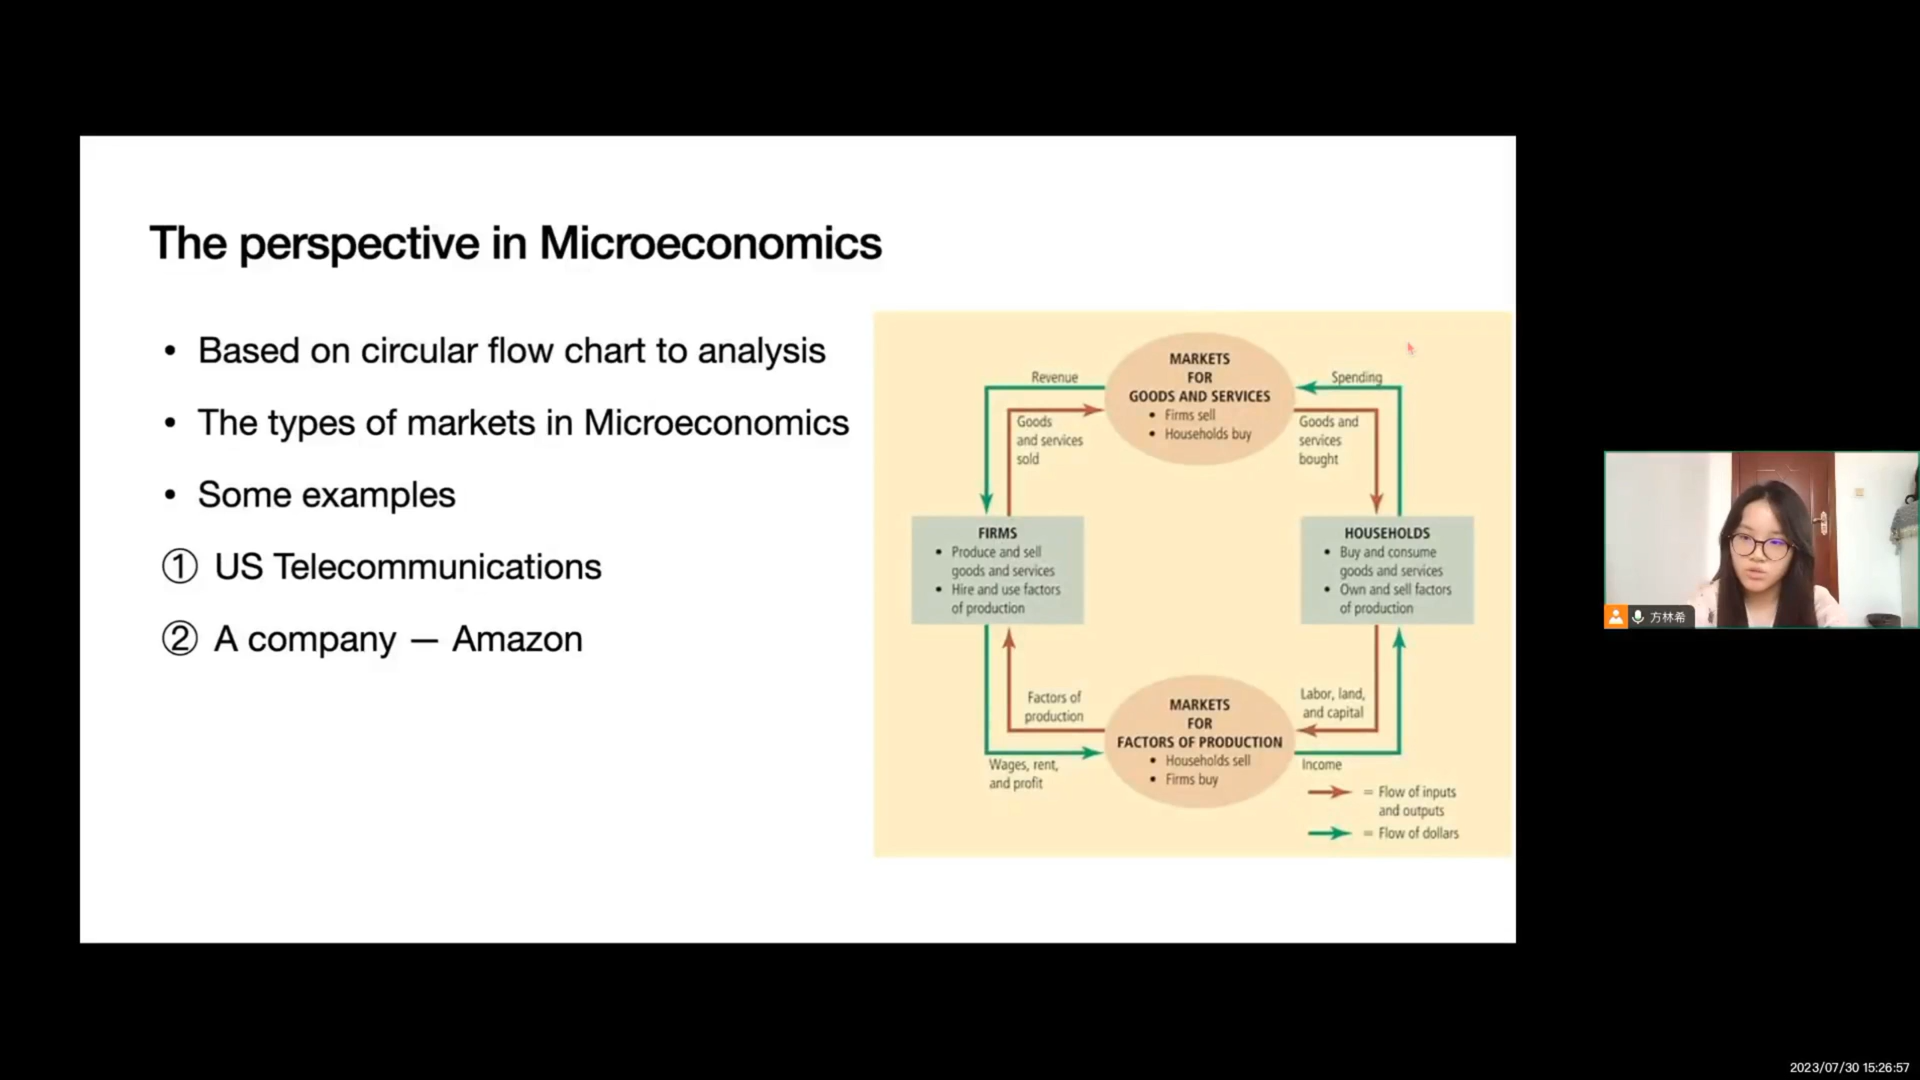 The perspective in Microeconomics
• Based on circular flow chart to analysis
• The types of markets in Microeconomics
• Some examples
① US Telecommunications
② A company — Amazon
MARKETS
FOR
GOODS AND SERVICES
• Firms sell
• Households buy
Revenue
Spending
Goods
and services
sold
Goods and
services
bought
FIRMS
• Produce and sell
goods and services
• Hire and use factors
of production
HOUSEHOLDS
• Buy and consume
goods and services
• Own and sell factors
of production
Factors of
production
Labor, land,
and capital
MARKETS
FOR
FACTORS OF PRODUCTION
• Households sell
• Firms buy
Wages, rent,
and profit
Income
= Flow of inputs
and outputs
= Flow of dollars
方林希
2023/07/30 15:26:57